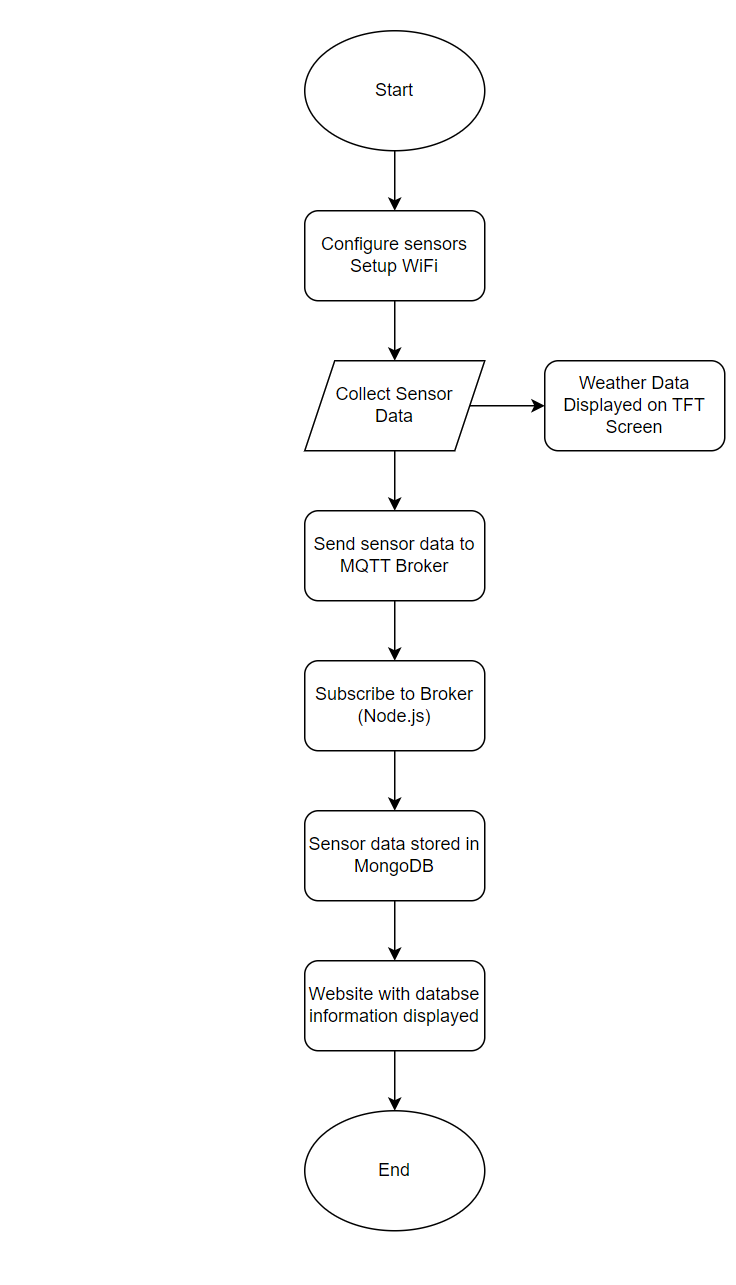 Start
Configure sensors
Setup WiFi
Collect Sensor
Data
Weather Data
Displayed on TFT
Screen
Send sensor data to
MQTT Broker
Subscribe to Broker
(Node.js)
Sensor data stored in
MongoDB
Website with databse
information displayed
End